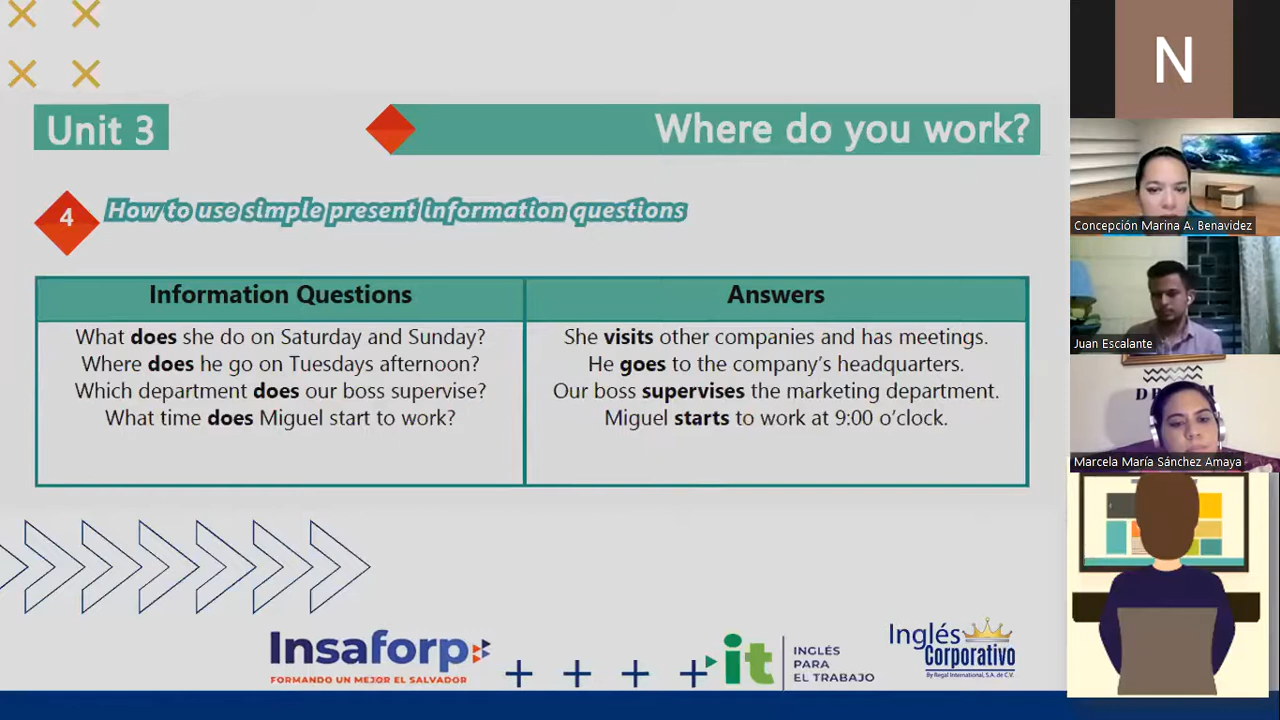 Unit 3
Where do you work?
4
How to use simple present information questions
Information Questions
Answers
What does she do on Saturday and Sunday?
She visits other companies and has meetings.
Where does he go on Tuesdays afternoon?
He goes to the company's headquarters.
Which department does our boss supervise?
Our boss supervises the marketing department.
What time does Miguel start to work?
Miguel starts to work at 9:00 o'clock.
Insaforp
FORMANDO UN MEJOR EL SALVADOR
it
INGLÉS
PARA
EL TRABAJO
Inglés
Corporativo
By Regal International, S.A. de C.V.
N
Concepción Marina A. Benavidez
Juan Escalante
Marcela María Sánchez Amaya